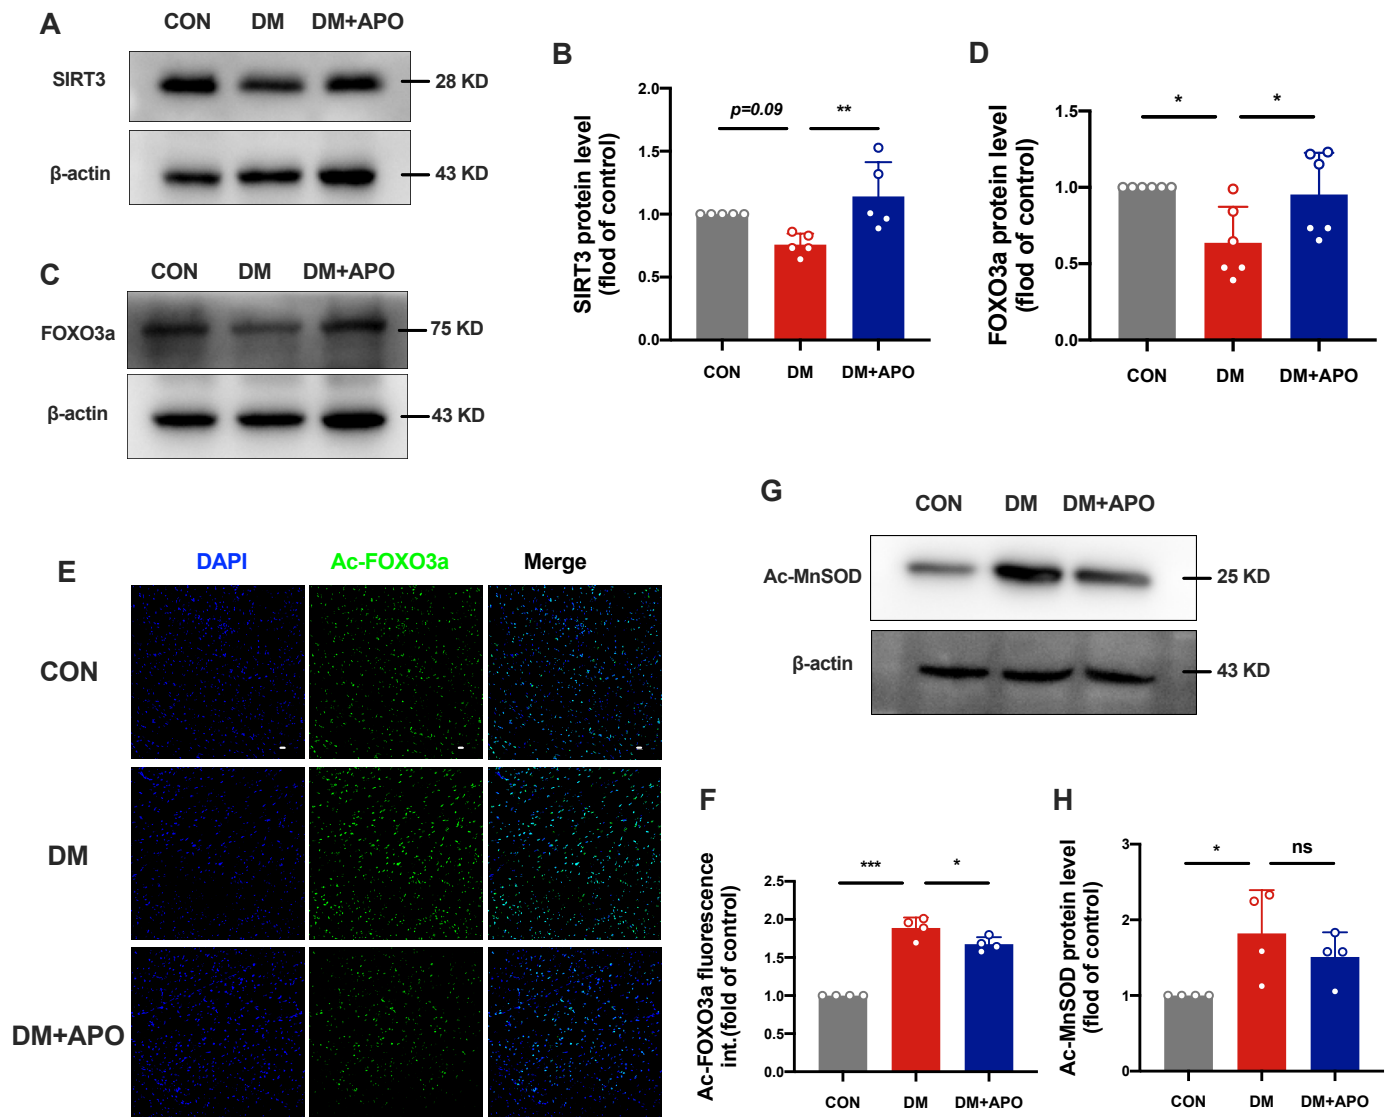 A
CON DM DM+APO
SIRT3
28 KD
β-actin
43 KD
B
2.0
1.5
1.0
0.5
0.0
SIRT3 protein level
(flod of control)
p=0.09
**
CON DM DM+APO
D
1.5
1.0
0.5
0.0
FOXO3a protein level
(flod of control)
*
*
CON DM DM+APO
C
CON DM DM+APO
FOXO3a
75 KD
β-actin
43 KD
E
DAPI Ac-FOXO3a Merge
CON
DM
DM+APO
G
CON DM DM+APO
Ac-MnSOD
25 KD
β-actin
43 KD
F
2.5
2.0
1.5
1.0
0.5
0.0
Ac-FOXO3a fluorescence
int.(fold of control)
***
*
CON DM DM+APO
H
3
2
1
0
Ac-MnSOD protein level
(flod of control)
*
ns
CON DM DM+APO